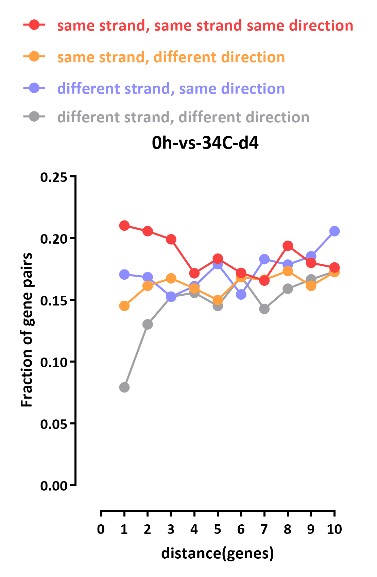 same strand, same strand same direction
same strand, different direction
different strand, same direction
different strand, different direction
0h-vs-34C-d4
Fraction of gene pairs
0.25
0.20
0.15
0.10
0.05
0.00
0 1 2 3 4 5 6 7 8 9 10
distance(genes)